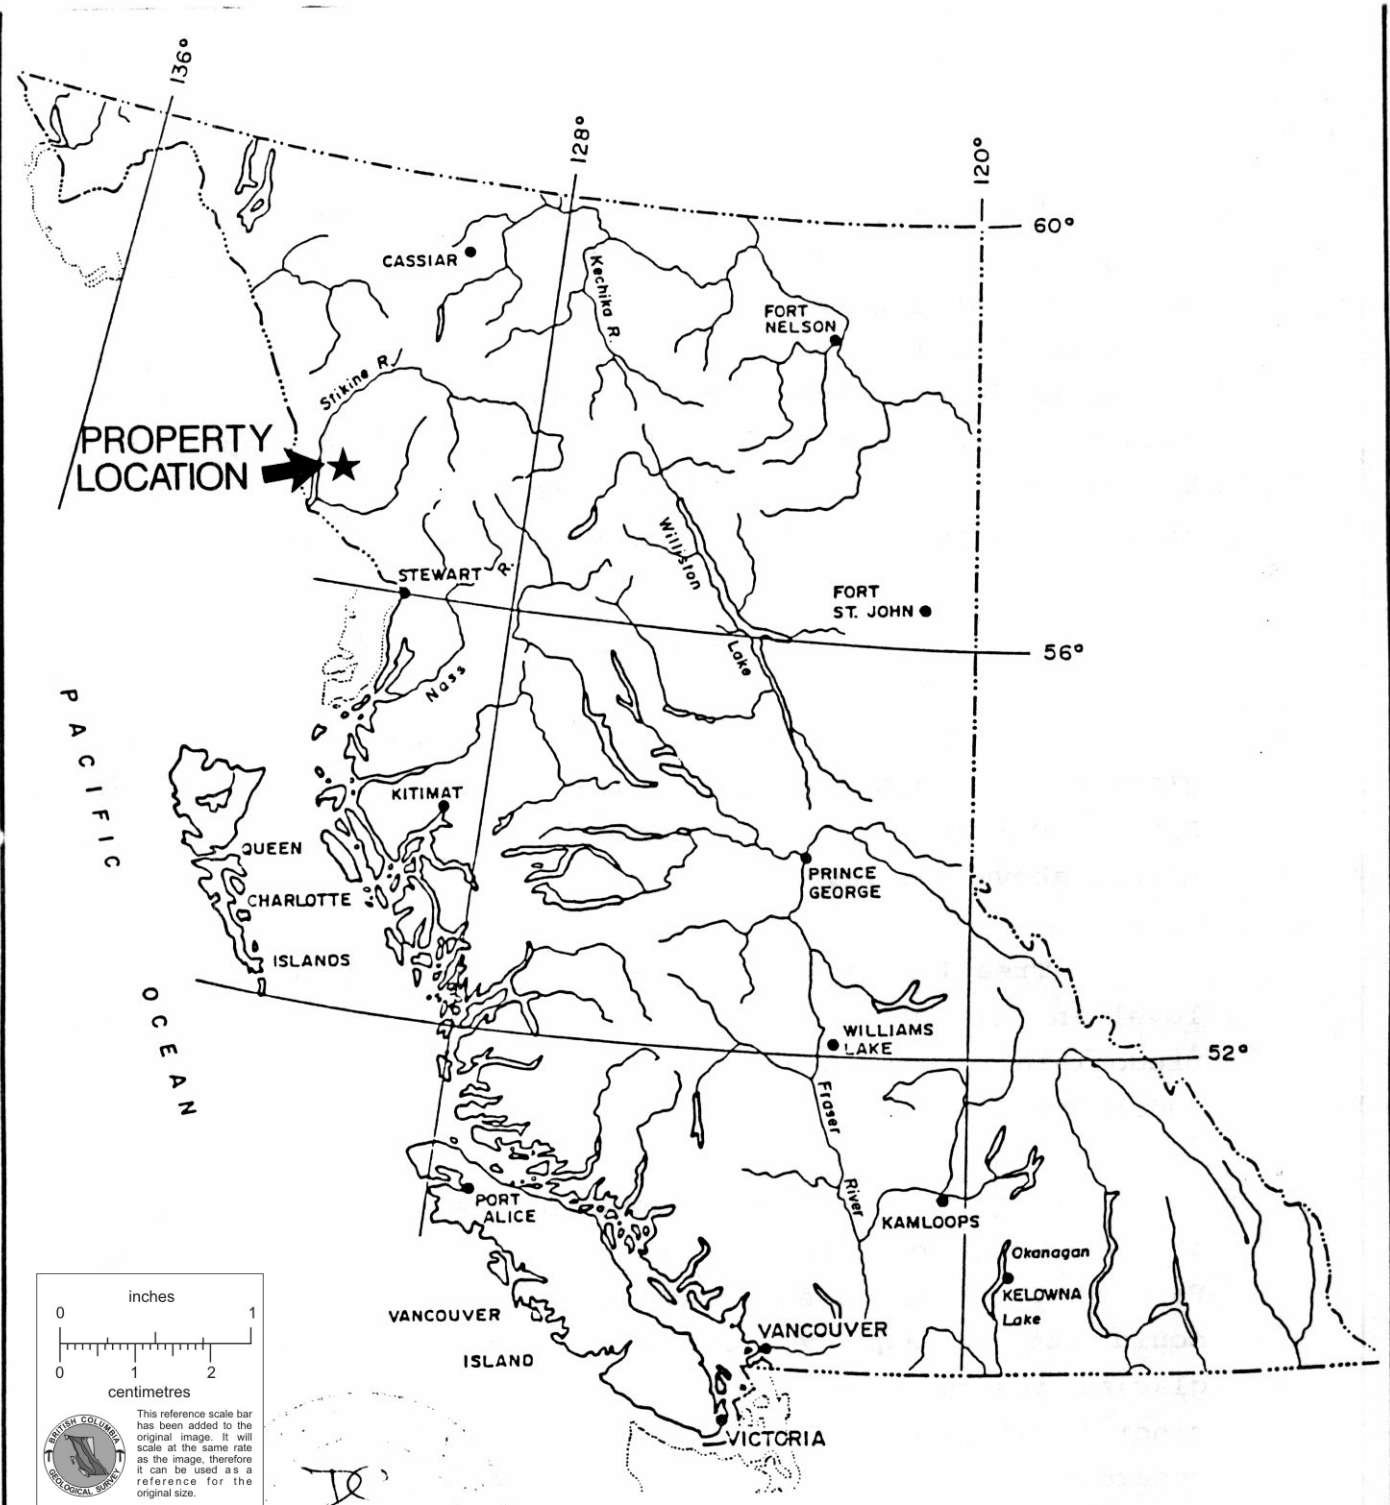 136°
128°
120°
60°
CASSIAR
Kechika R.
FORT
NELSON
Stikine R.
PROPERTY
LOCATION
Williston
STEWART
R.
FORT
ST. JOHN
56°
Lake
Nass
PACIFIC
KITIMAT
QUEEN
PRINCE
GEORGE
CHARLOTTE
ISLANDS
OCEAN
WILLIAMS
LAKE
52°
Fraser
River
PORT
ALICE
KAMLOOPS
Okanagan
KELOWNA
Lake
VANCOUVER
ISLAND
VANCOUVER
VICTORIA
inches
0 1
0 1 2
centimetres
This reference scale bar
has been added to the
original image. It will
scale at the same rate
as the image, therefore
it can be used as a
reference for the
original size.
BRITISH COLUMBIA
GEOLOGICAL SURVEY